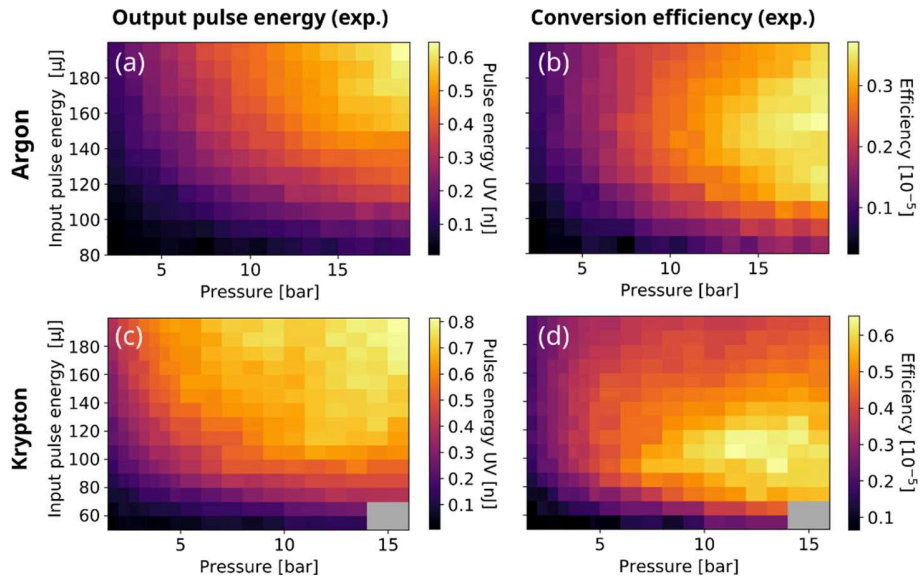 Output pulse energy (exp.)
Conversion efficiency (exp.)
Argon
Input pulse energy [µJ]
180
160
140
120
100
80
(a)
5
10
15
Pressure [bar]
0.6
0.5
0.4
0.3
0.2
0.1
Pulse energy UV [nJ]
(b)
5
10
15
Pressure [bar]
0.3
0.2
0.1
Efficiency [10⁻⁵]
Krypton
Input pulse energy [µJ]
180
160
140
120
100
80
60
(c)
5
10
15
Pressure [bar]
0.8
0.7
0.6
0.5
0.4
0.3
0.2
0.1
Pulse energy UV [nJ]
(d)
5
10
15
Pressure [bar]
0.6
0.5
0.4
0.3
0.2
0.1
Efficiency [10⁻⁵]